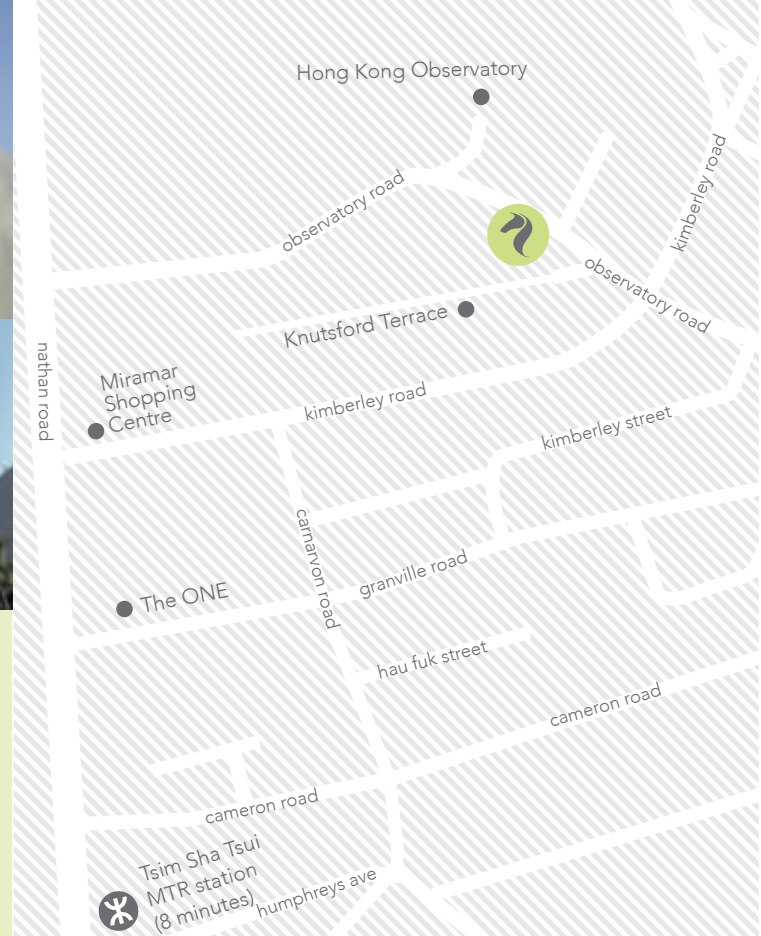 Hong Kong Observatory
kimberley road
observatory road
observatory road
Knutsford Terrace
nathan road
Miramar
Shopping
Centre
kimberley road
kimberley street
carnarvon road
granville road
The ONE
hau fuk street
cameron road
cameron road
Tsim Sha Tsui
MTR station
(8 minutes)
humphreys ave